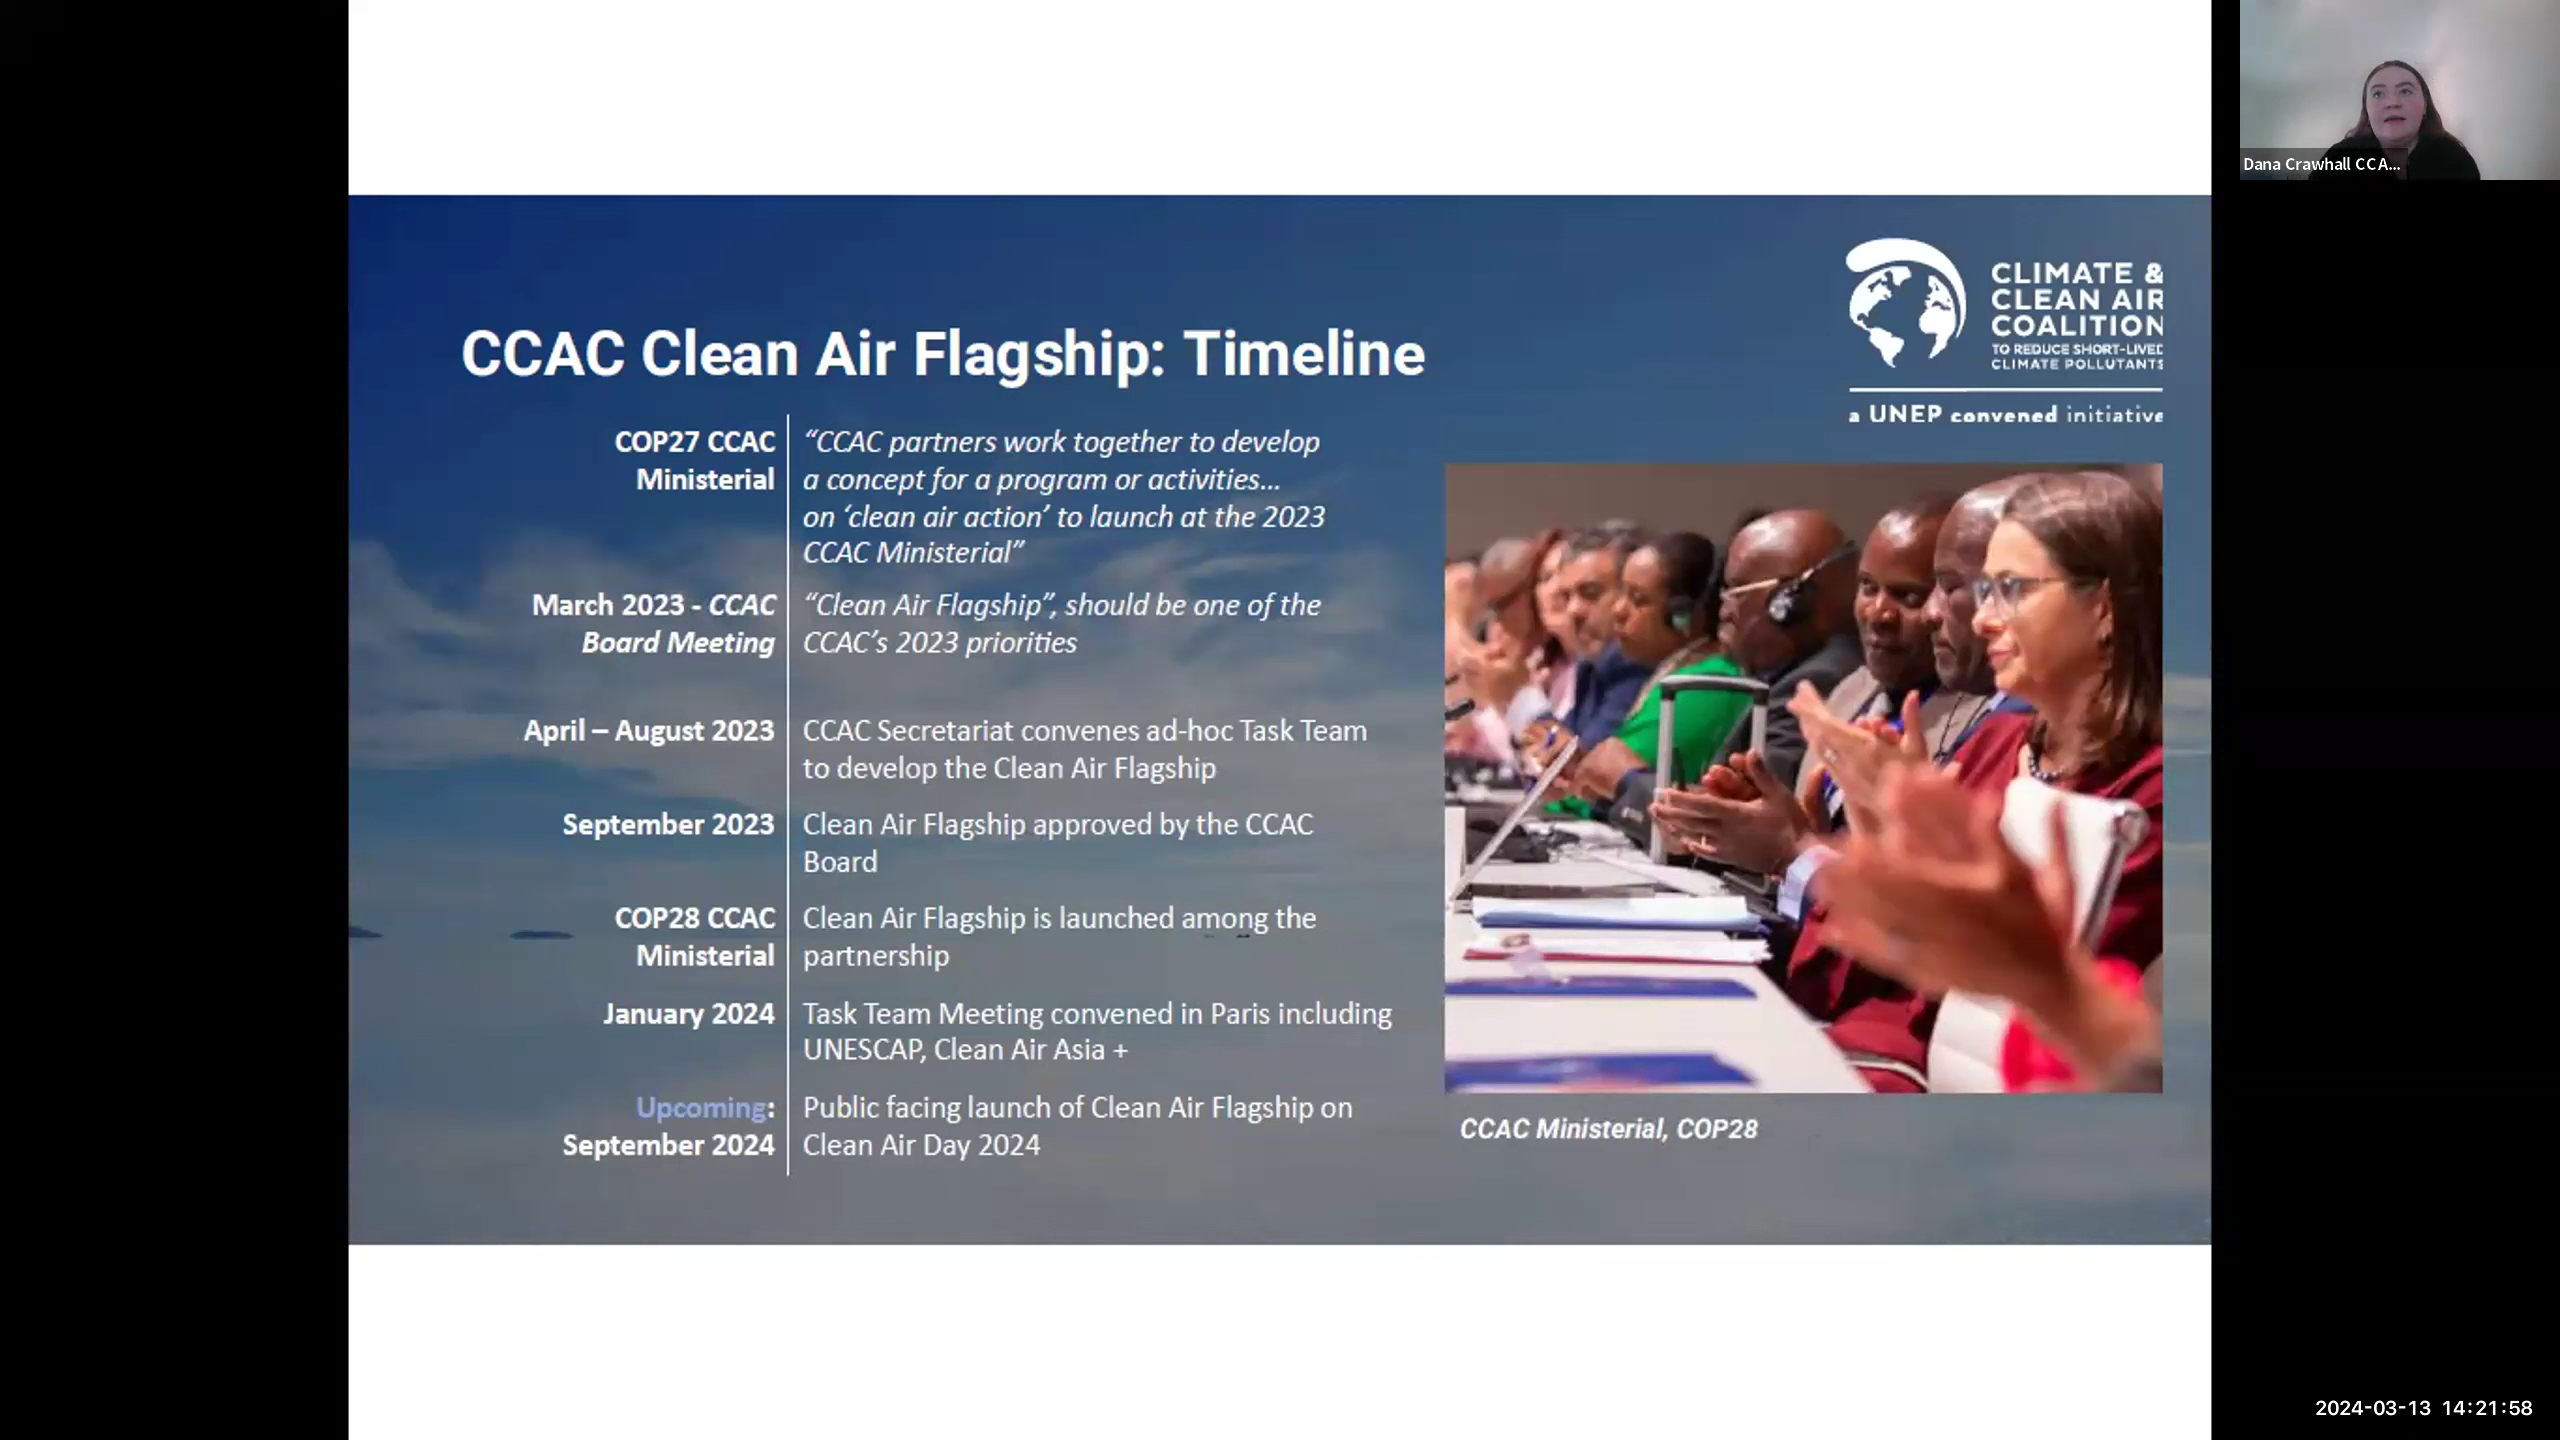 Dana Crawhall CCA...
CLIMATE &
CLEAN AIR
COALITION
TO REDUCE SHORT-LIVED
CLIMATE POLLUTANTS
a UNEP convened initiative
CCAC Clean Air Flagship: Timeline
COP27 CCAC
Ministerial
“CCAC partners work together to develop
a concept for a program or activities...
on ‘clean air action’ to launch at the 2023
CCAC Ministerial”
March 2023 - CCAC
Board Meeting
“Clean Air Flagship”, should be one of the
CCAC’s 2023 priorities
April – August 2023
CCAC Secretariat convenes ad-hoc Task Team
to develop the Clean Air Flagship
September 2023
Clean Air Flagship approved by the CCAC
Board
COP28 CCAC
Ministerial
Clean Air Flagship is launched among the
partnership
January 2024
Task Team Meeting convened in Paris including
UNESCAP, Clean Air Asia +
Upcoming:
September 2024
Public facing launch of Clean Air Flagship on
Clean Air Day 2024
CCAC Ministerial, COP28
2024-03-13 14:21:58